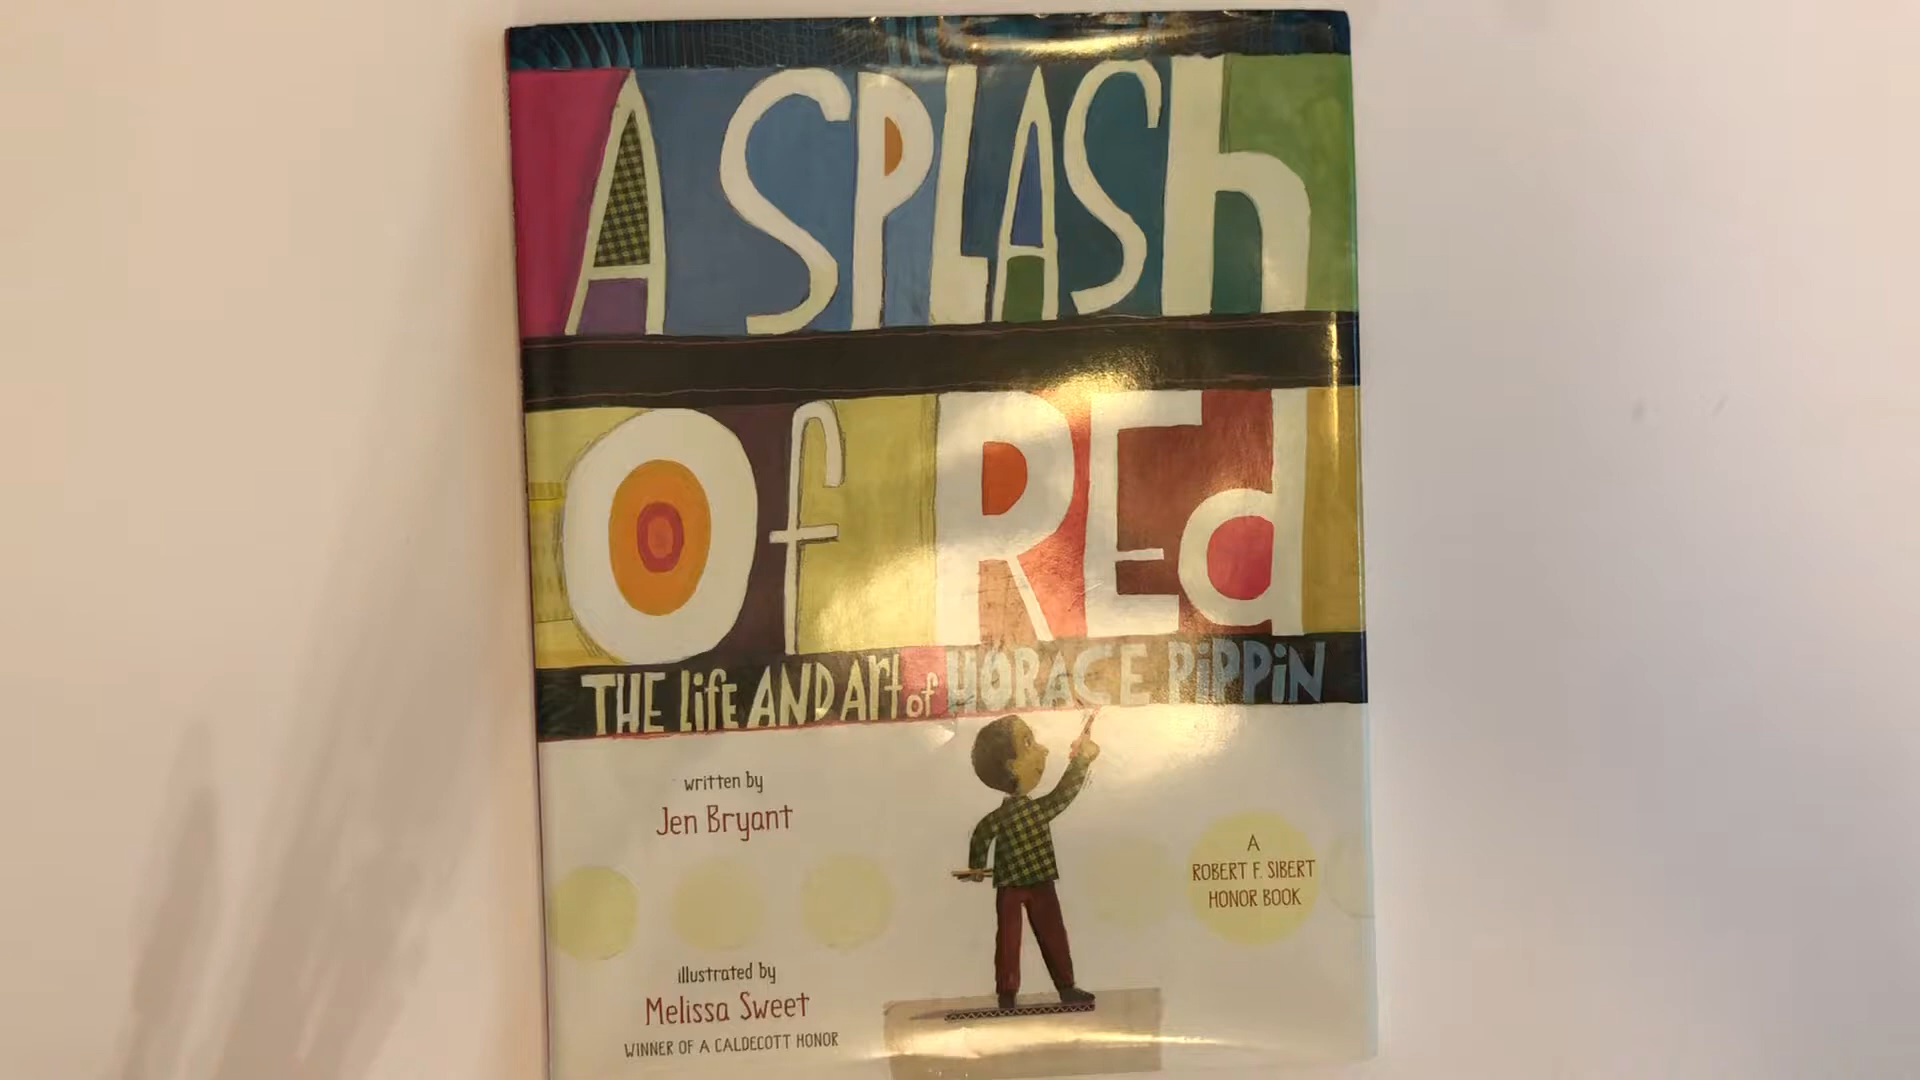 A SPLASh
Of REd
THE Life AND Art of HORACE PiPPiN
written by
Jen Bryant
A
ROBERT F. SIBERT
HONOR BOOK
illustrated by
Melissa Sweet
WINNER OF A CALDECOTT HONOR